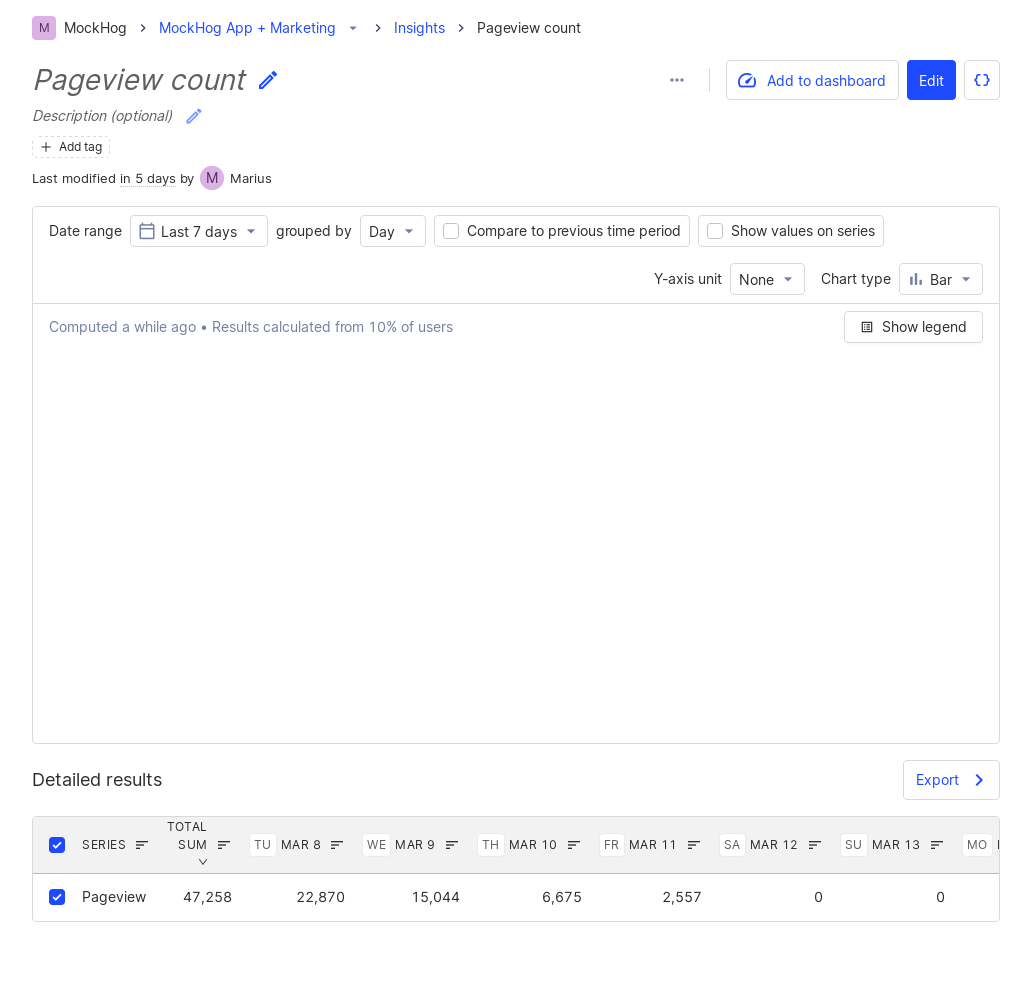 M MockHog > MockHog App + Marketing > Insights > Pageview count
Pageview count
Add to dashboard
Edit
Description (optional)
+ Add tag
Last modified in 5 days by M Marius
Date range Last 7 days grouped by Day Compare to previous time period Show values on series
Y-axis unit None Chart type Bar
Computed a while ago • Results calculated from 10% of users
Show legend
Detailed results
Export
SERIES TOTAL SUM TU MAR 8 WE MAR 9 TH MAR 10 FR MAR 11 SA MAR 12 SU MAR 13 MO
Pageview 47,258 22,870 15,044 6,675 2,557 0 0